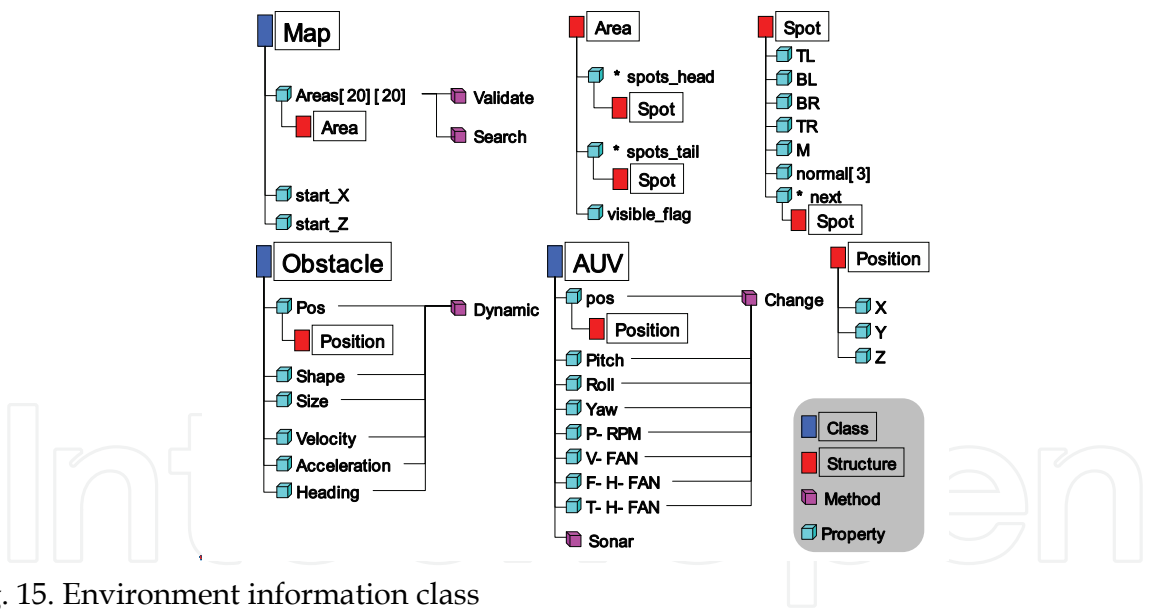 Map
Areas[ 20] [ 20]
Area
Validate
Search
start_X
start_Z
Area
* spots_head
Spot
* spots_tail
Spot
visible_flag
Spot
TL
BL
BR
TR
M
normal[ 3]
* next
Spot
Obstacle
Pos
Position
Dynamic
Shape
Size
Velocity
Acceleration
Heading
AUV
pos
Position
Change
Pitch
Roll
Yaw
P- RPM
V- FAN
F- H- FAN
T- H- FAN
Sonar
Position
X
Y
Z
Class
Structure
Method
Property
g. 15. Environment information class